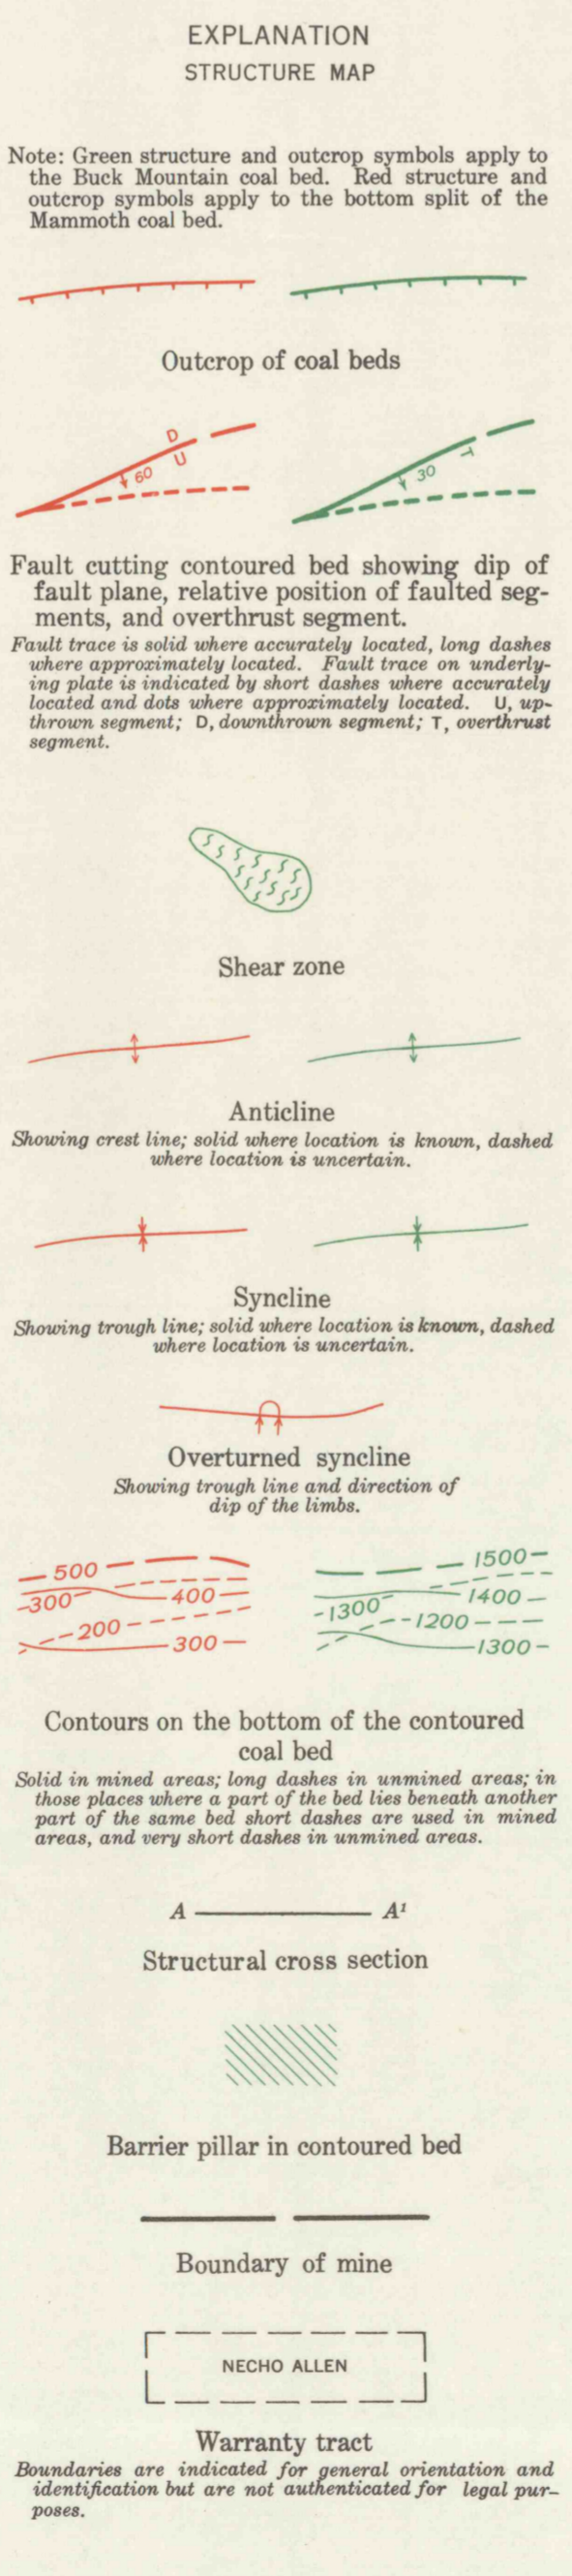 EXPLANATION
STRUCTURE MAP
Note: Green structure and outcrop symbols apply to
the Buck Mountain coal bed. Red structure and
outcrop symbols apply to the bottom split of the
Mammoth coal bed.
Outcrop of coal beds
D
U
60
T
30
Fault cutting contoured bed showing dip of
fault plane, relative position of faulted seg-
ments, and overthrust segment.
Fault trace is solid where accurately located, long dashes
where approximately located. Fault trace on underly-
ing plate is indicated by short dashes where accurately
located and dots where approximately located. U, up-
thrown segment; D, downthrown segment; T, overthrust
segment.
Shear zone
Anticline
Showing crest line; solid where location is known, dashed
where location is uncertain.
Syncline
Showing trough line; solid where location is known, dashed
where location is uncertain.
Overturned syncline
Showing trough line and direction of
dip of the limbs.
500 1500
300 400 1300 1400
200 1200
300 1300
Contours on the bottom of the contoured
coal bed
Solid in mined areas; long dashes in unmined areas; in
those places where a part of the bed lies beneath another
part of the same bed short dashes are used in mined
areas, and very short dashes in unmined areas.
A A¹
Structural cross section
Barrier pillar in contoured bed
Boundary of mine
NECHO ALLEN
Warranty tract
Boundaries are indicated for general orientation and
identification but are not authenticated for legal pur-
poses.